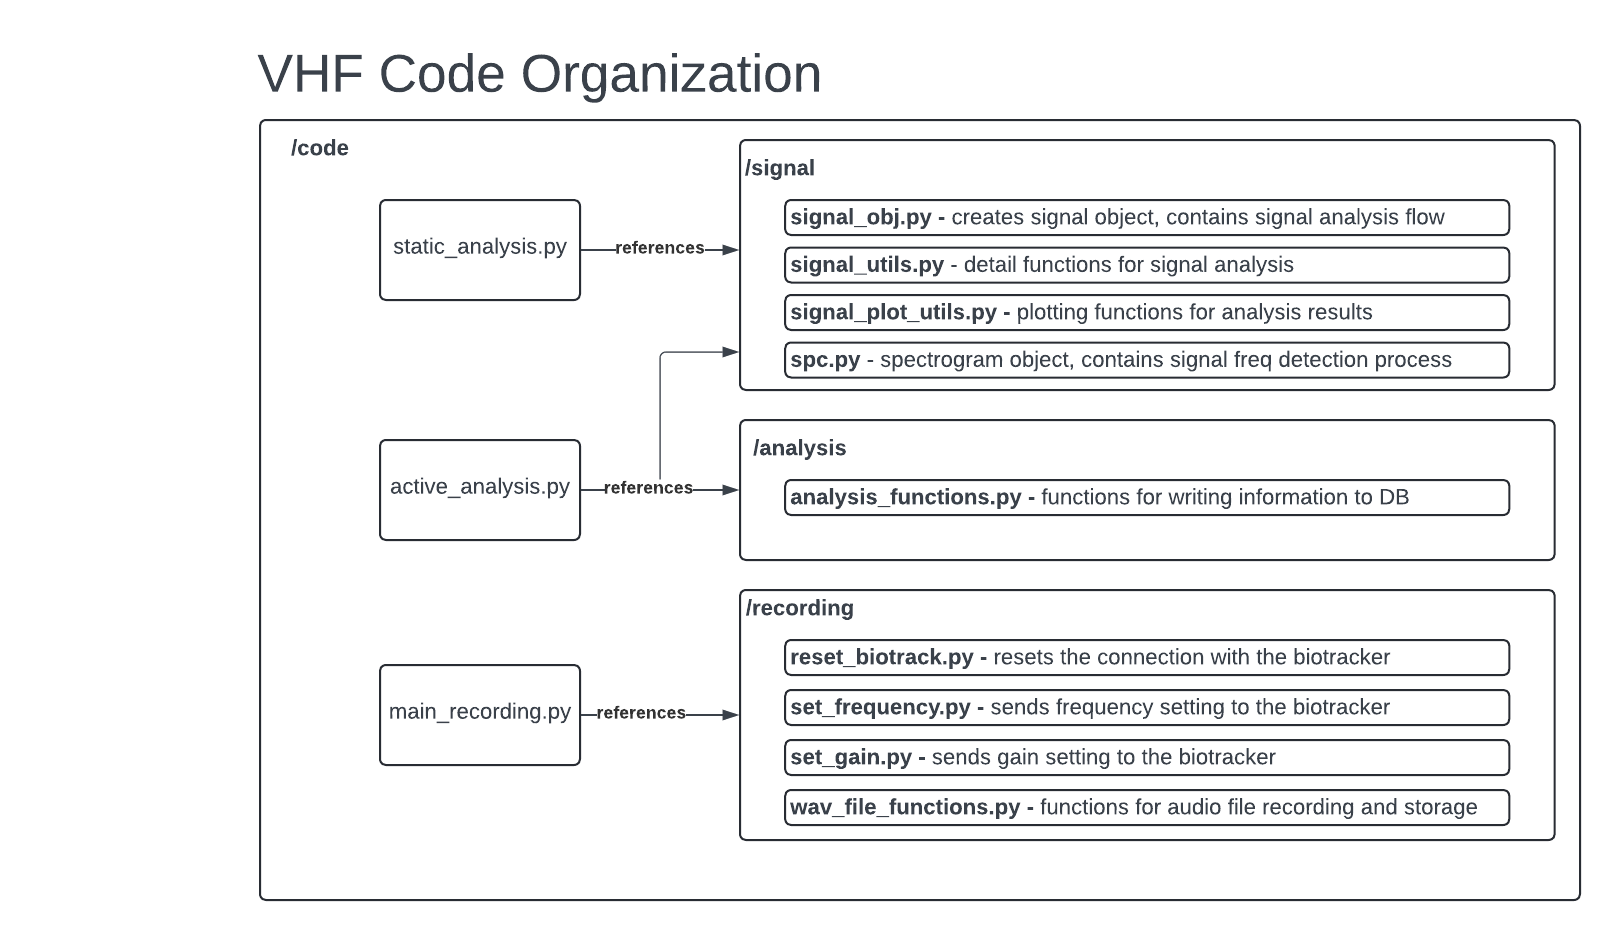 VHF Code Organization
/code
static_analysis.py
references
/signal
signal_obj.py - creates signal object, contains signal analysis flow
signal_utils.py - detail functions for signal analysis
signal_plot_utils.py - plotting functions for analysis results
spc.py - spectrogram object, contains signal freq detection process
active_analysis.py
references
/analysis
analysis_functions.py - functions for writing information to DB
main_recording.py
references
/recording
reset_biotrack.py - resets the connection with the biotracker
set_frequency.py - sends frequency setting to the biotracker
set_gain.py - sends gain setting to the biotracker
wav_file_functions.py - functions for audio file recording and storage